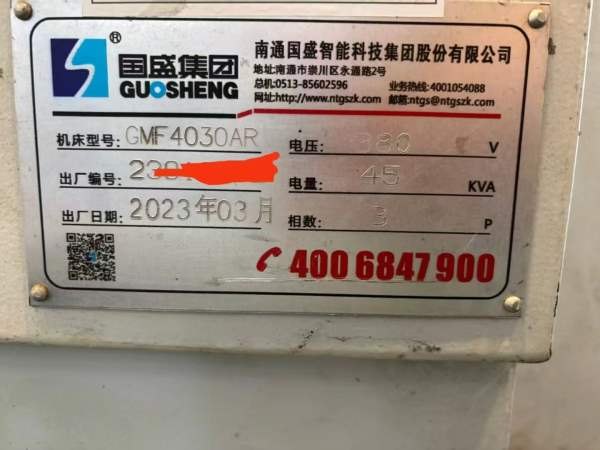 国盛集团®
GUOSHENG
南通国盛智能科技集团股份有限公司
地址:南通市崇川区永通路2号
总机:0513-85602596 业务热线:4001054088
网址:http://www.ntgszk.com 邮箱:ntgs@ntgszk.com
机床型号: GMF4030AR 电压: 380 V
出厂编号: 电量: 45 KVA
出厂日期: 2023年03月 相数: 3 P
400 6847 900